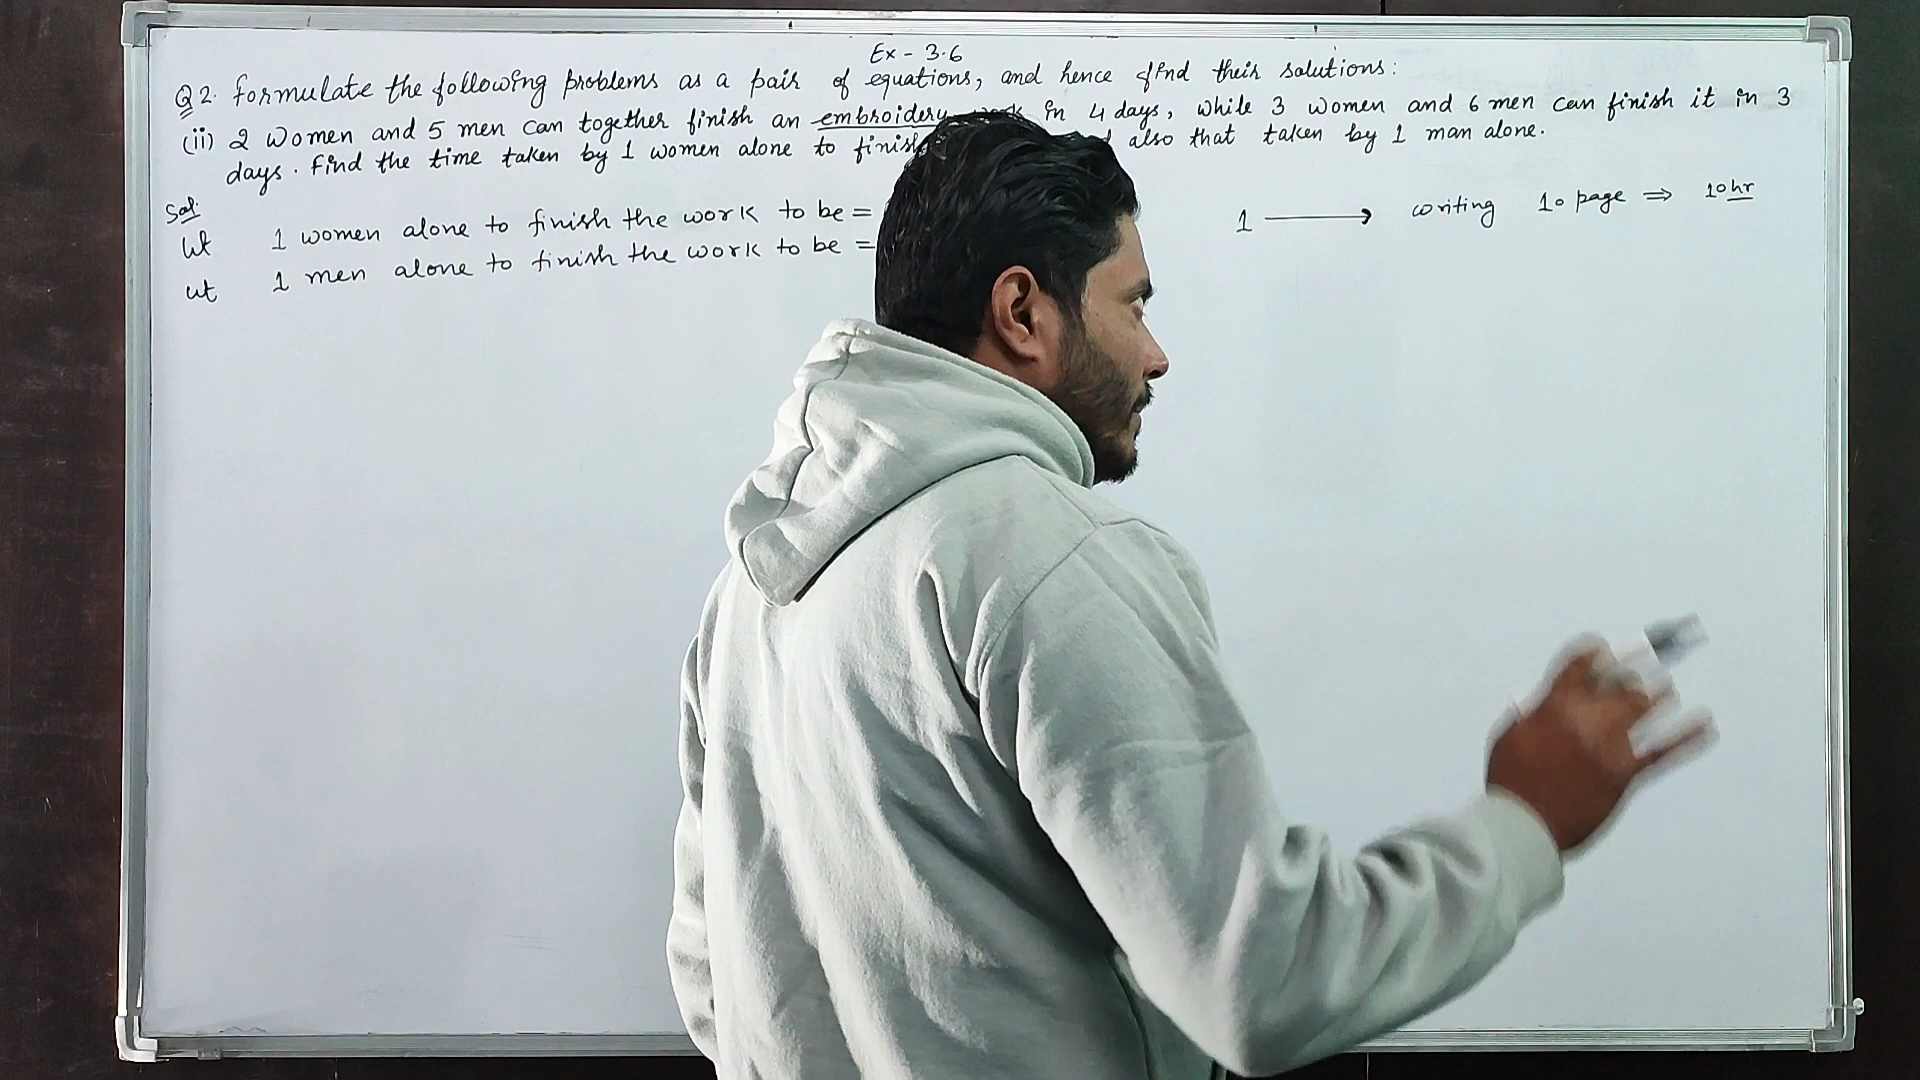 Ex - 3.6
Q2. Formulate the following problems as a pair of equations, and hence find their solutions:
(ii) 2 Women and 5 men can together finish an embroidery work in 4 days, while 3 women and 6 men can finish it in 3
days. Find the time taken by 1 women alone to finish also that taken by 1 man alone.
Sol.
Let 1 women alone to finish the work to be =
1 → writing 10 page ⇒ 10 hr
Let 1 men alone to finish the work to be =